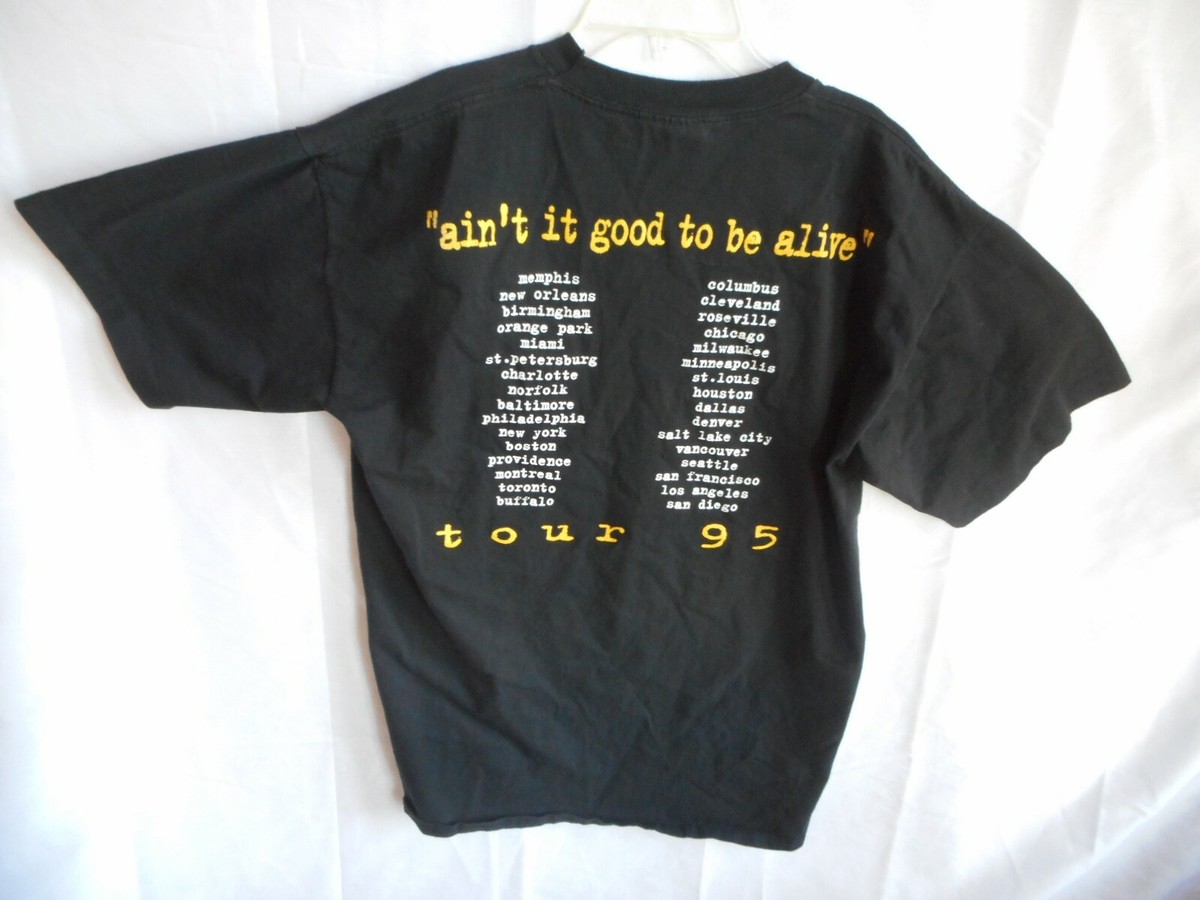 "ain't it good to be alive"
memphis
new orleans
birmingham
orange park
miami
st.petersburg
charlotte
norfolk
baltimore
philadelphia
new york
boston
providence
montreal
toronto
buffalo
columbus
cleveland
roseville
chicago
milwaukee
minneapolis
st.louis
houston
dallas
denver
salt lake city
vancouver
seattle
san francisco
los angeles
san diego
tour 95